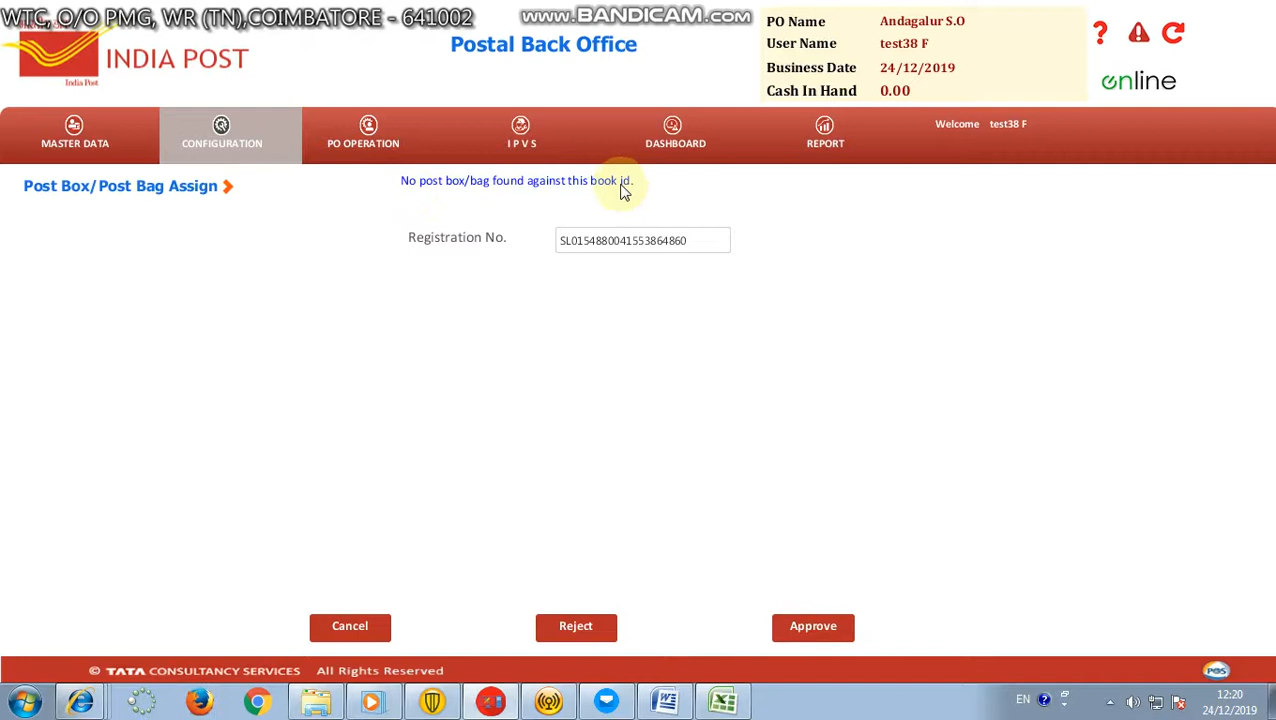 WTC, O/O PMG, WR (TN),COIMBATORE - 641002
www.BANDICAM.com
INDIA POST
India Post
Postal Back Office
PO Name Andagalur S.O
User Name test38 F
Business Date 24/12/2019
Cash In Hand 0.00
?
online
MASTER DATA
CONFIGURATION
PO OPERATION
I P V S
DASHBOARD
REPORT
Welcome test38 F
Post Box/Post Bag Assign
No post box/bag found against this book id.
Registration No. SL0154880041553864860
Cancel
Reject
Approve
© TATA CONSULTANCY SERVICES All Rights Reserved
POS
EN
12:20
24/12/2019